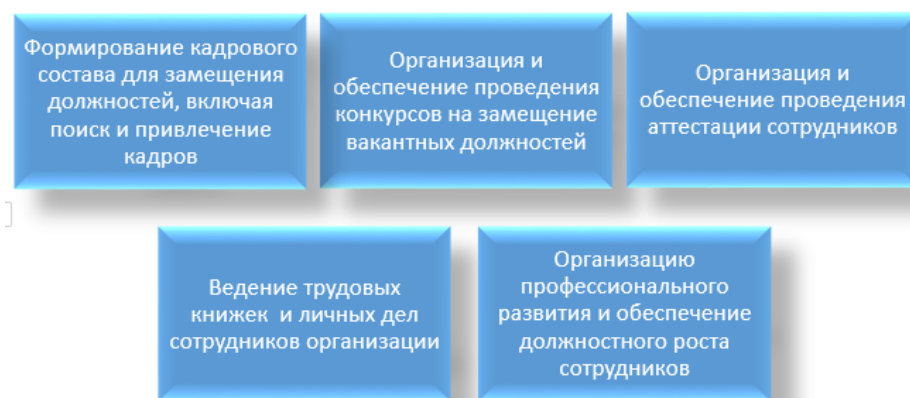 Формирование кадрового
состава для замещения
должностей, включая
поиск и привлечение
кадров
Организация и
обеспечение проведения
конкурсов на замещение
вакантных должностей
Организация и
обеспечение проведения
аттестации сотрудников
Ведение трудовых
книжек и личных дел
сотрудников организации
Организацию
профессионального
развития и обеспечение
должностного роста
сотрудников